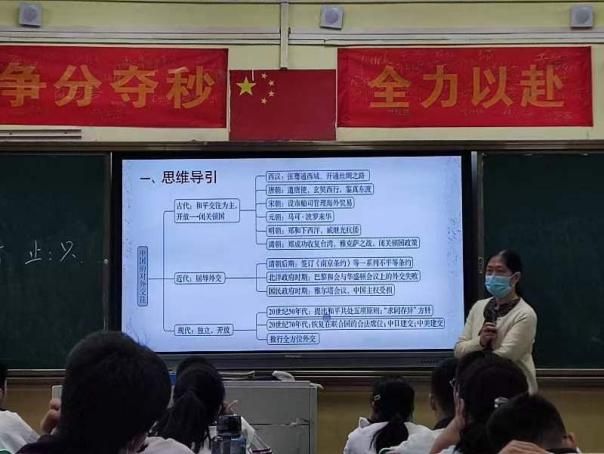 争分夺秒
全力以赴
一、思维导引
中国的对外交往
古代：和平交往为主，
开放——闭关锁国
西汉：张骞通西域，开通丝绸之路
唐朝：遣唐使，玄奘西行，鉴真东渡
宋朝：设市舶司管理海外贸易
元朝：马可·波罗来华
明朝：郑和下西洋，戚继光抗倭
清朝：郑成功收复台湾，雅克萨之战，闭关锁国政策
近代：屈辱外交
清朝后期：签订《南京条约》等一系列不平等条约
北洋政府时期：巴黎和会与华盛顿会议上的外交失败
国民政府时期：雅尔塔会议，中国主权受损
现代：独立、开放
20世纪50年代：提出和平共处五项原则；“求同存异”方针
20世纪70年代：恢复在联合国的合法席位；中日建交；中美建交
推行全方位外交
止：只